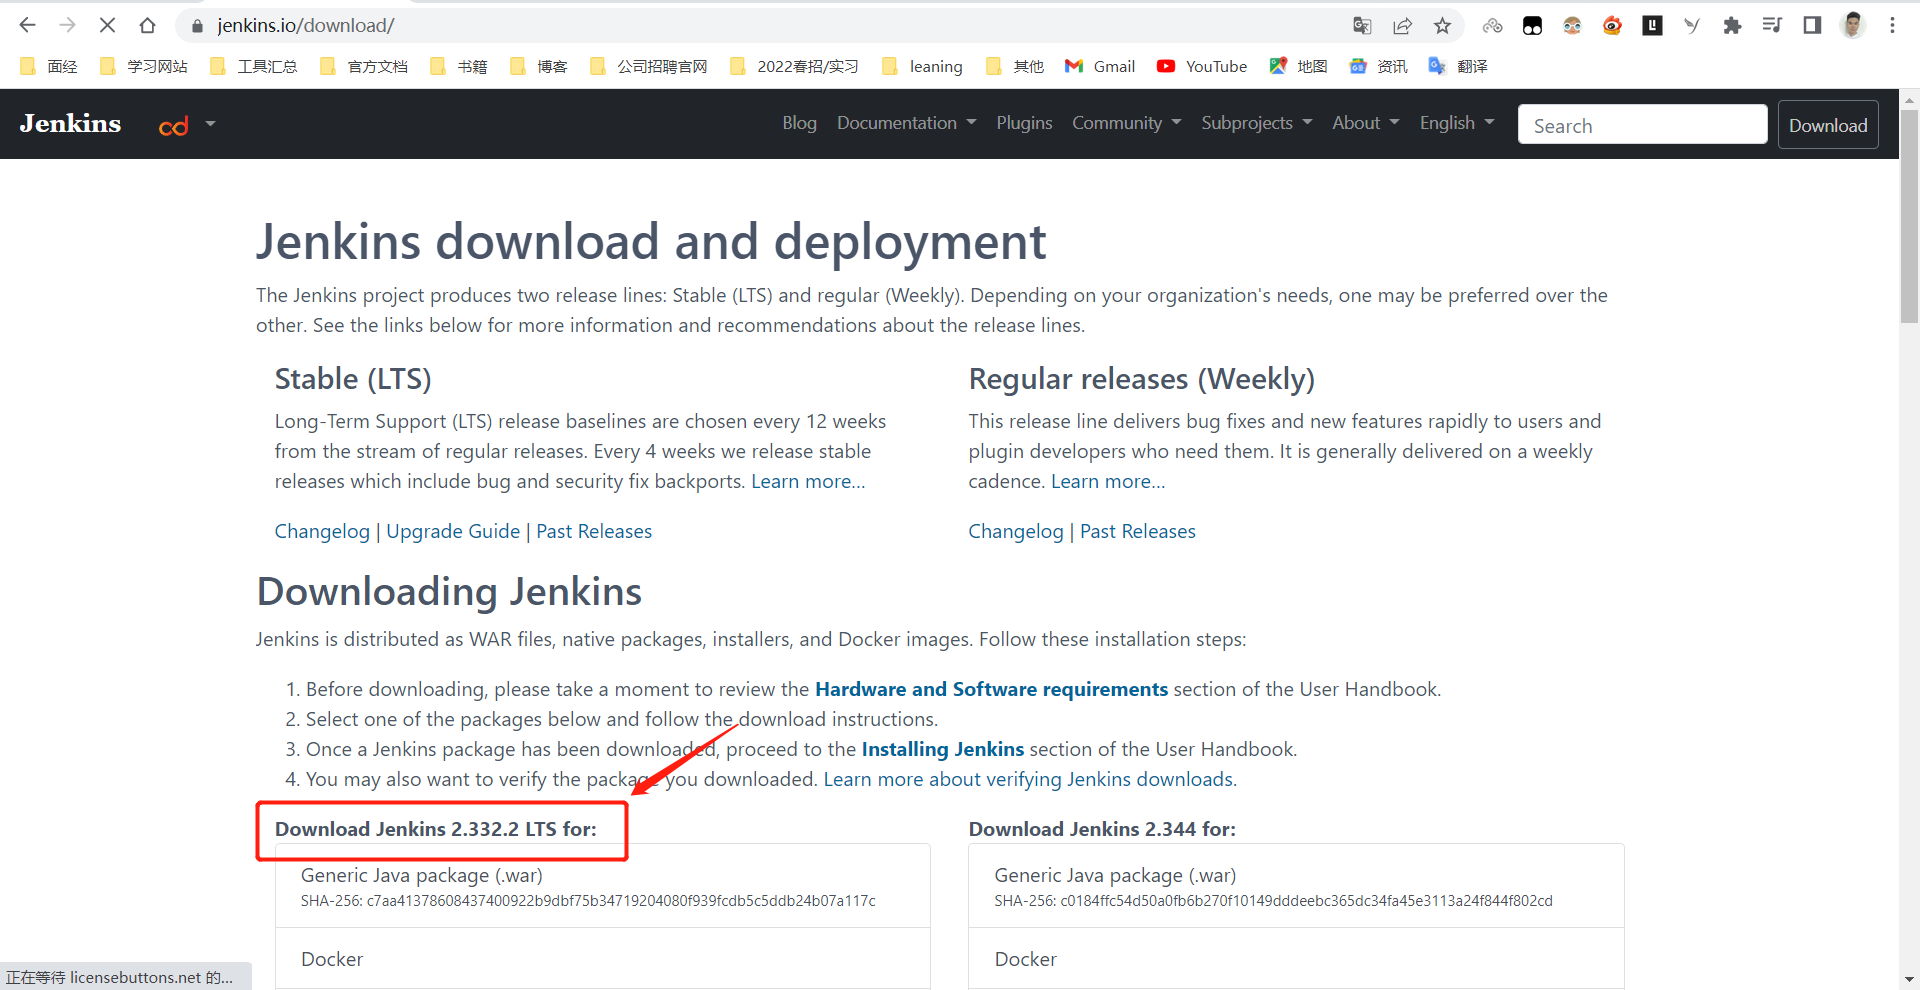 jenkins.io/download/
面经 学习网站 工具汇总 官方文档 书籍 博客 公司招聘官网 2022春招/实习 leaning 其他 Gmail YouTube 地图 资讯 翻译
Jenkins cd Blog Documentation Plugins Community Subprojects About English Search Download
Jenkins download and deployment
The Jenkins project produces two release lines: Stable (LTS) and regular (Weekly). Depending on your organization's needs, one may be preferred over the
other. See the links below for more information and recommendations about the release lines.
Stable (LTS)
Long-Term Support (LTS) release baselines are chosen every 12 weeks
from the stream of regular releases. Every 4 weeks we release stable
releases which include bug and security fix backports. Learn more...
Changelog | Upgrade Guide | Past Releases
Regular releases (Weekly)
This release line delivers bug fixes and new features rapidly to users and
plugin developers who need them. It is generally delivered on a weekly
cadence. Learn more...
Changelog | Past Releases
Downloading Jenkins
Jenkins is distributed as WAR files, native packages, installers, and Docker images. Follow these installation steps:
1. Before downloading, please take a moment to review the Hardware and Software requirements section of the User Handbook.
2. Select one of the packages below and follow the download instructions.
3. Once a Jenkins package has been downloaded, proceed to the Installing Jenkins section of the User Handbook.
4. You may also want to verify the package you downloaded. Learn more about verifying Jenkins downloads.
Download Jenkins 2.332.2 LTS for:
Generic Java package (.war)
SHA-256: c7aa41378608437400922b9dbf75b34719204080f939fcdb5c5ddb24b07a117c
Docker
Download Jenkins 2.344 for:
Generic Java package (.war)
SHA-256: c0184ffc54d50a0fb6b270f10149dddeebc365dc34fa45e3113a24f844f802cd
Docker
正在等待 licensebuttons.net 的...